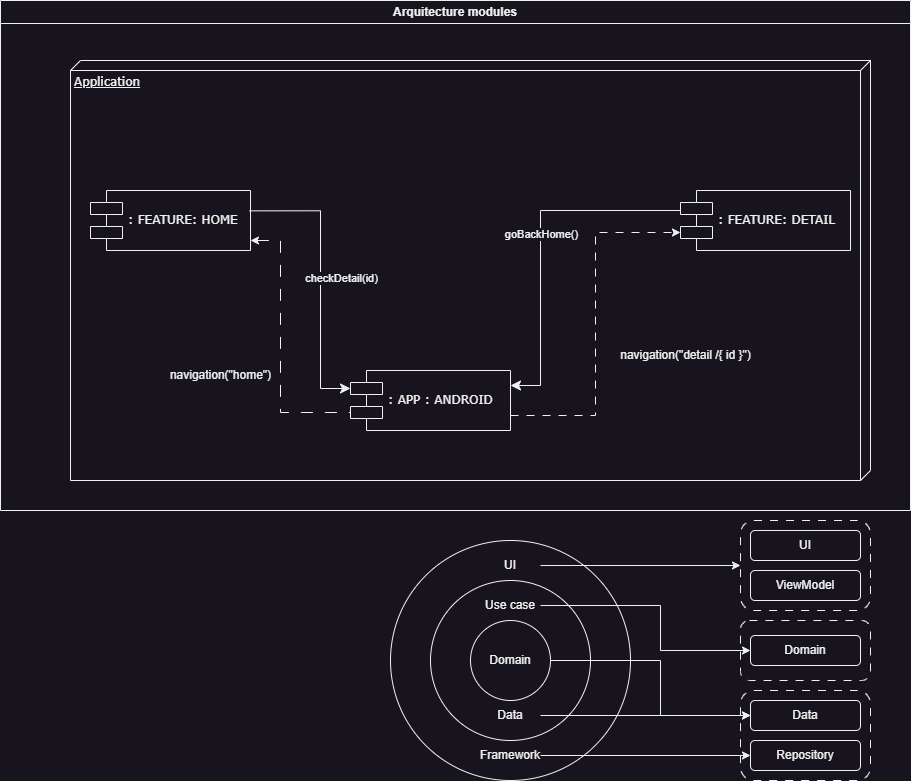 Arquitecture modules
Application
: FEATURE: HOME
: FEATURE: DETAIL
goBackHome()
checkDetail(id)
navigation("detail /{ id }")
navigation("home")
: APP : ANDROID
UI
Use case
Domain
Data
Framework
UI
ViewModel
Domain
Data
Repository